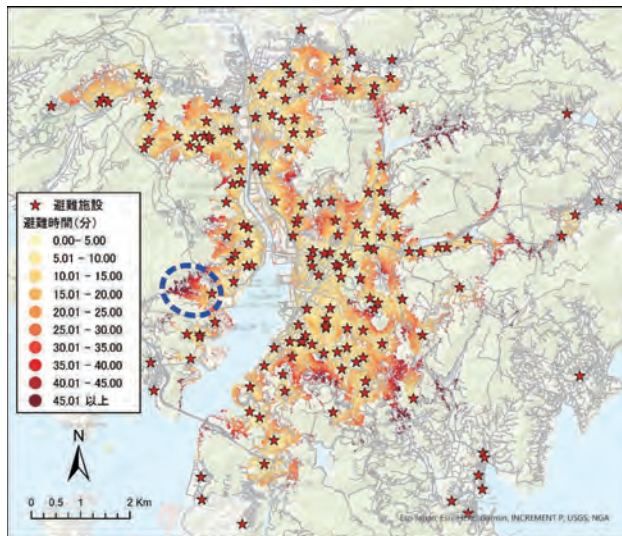 避難施設
避難時間(分)
0.00 - 5.00
5.01 - 10.00
10.01 - 15.00
15.01 - 20.00
20.01 - 25.00
25.01 - 30.00
30.01 - 35.00
35.01 - 40.00
40.01 - 45.00
45.01 以上
N
0 0.5 1 2 Km
Esri Japan, Esri, HERE, Garmin, INCREMENT P, USGS, NGA